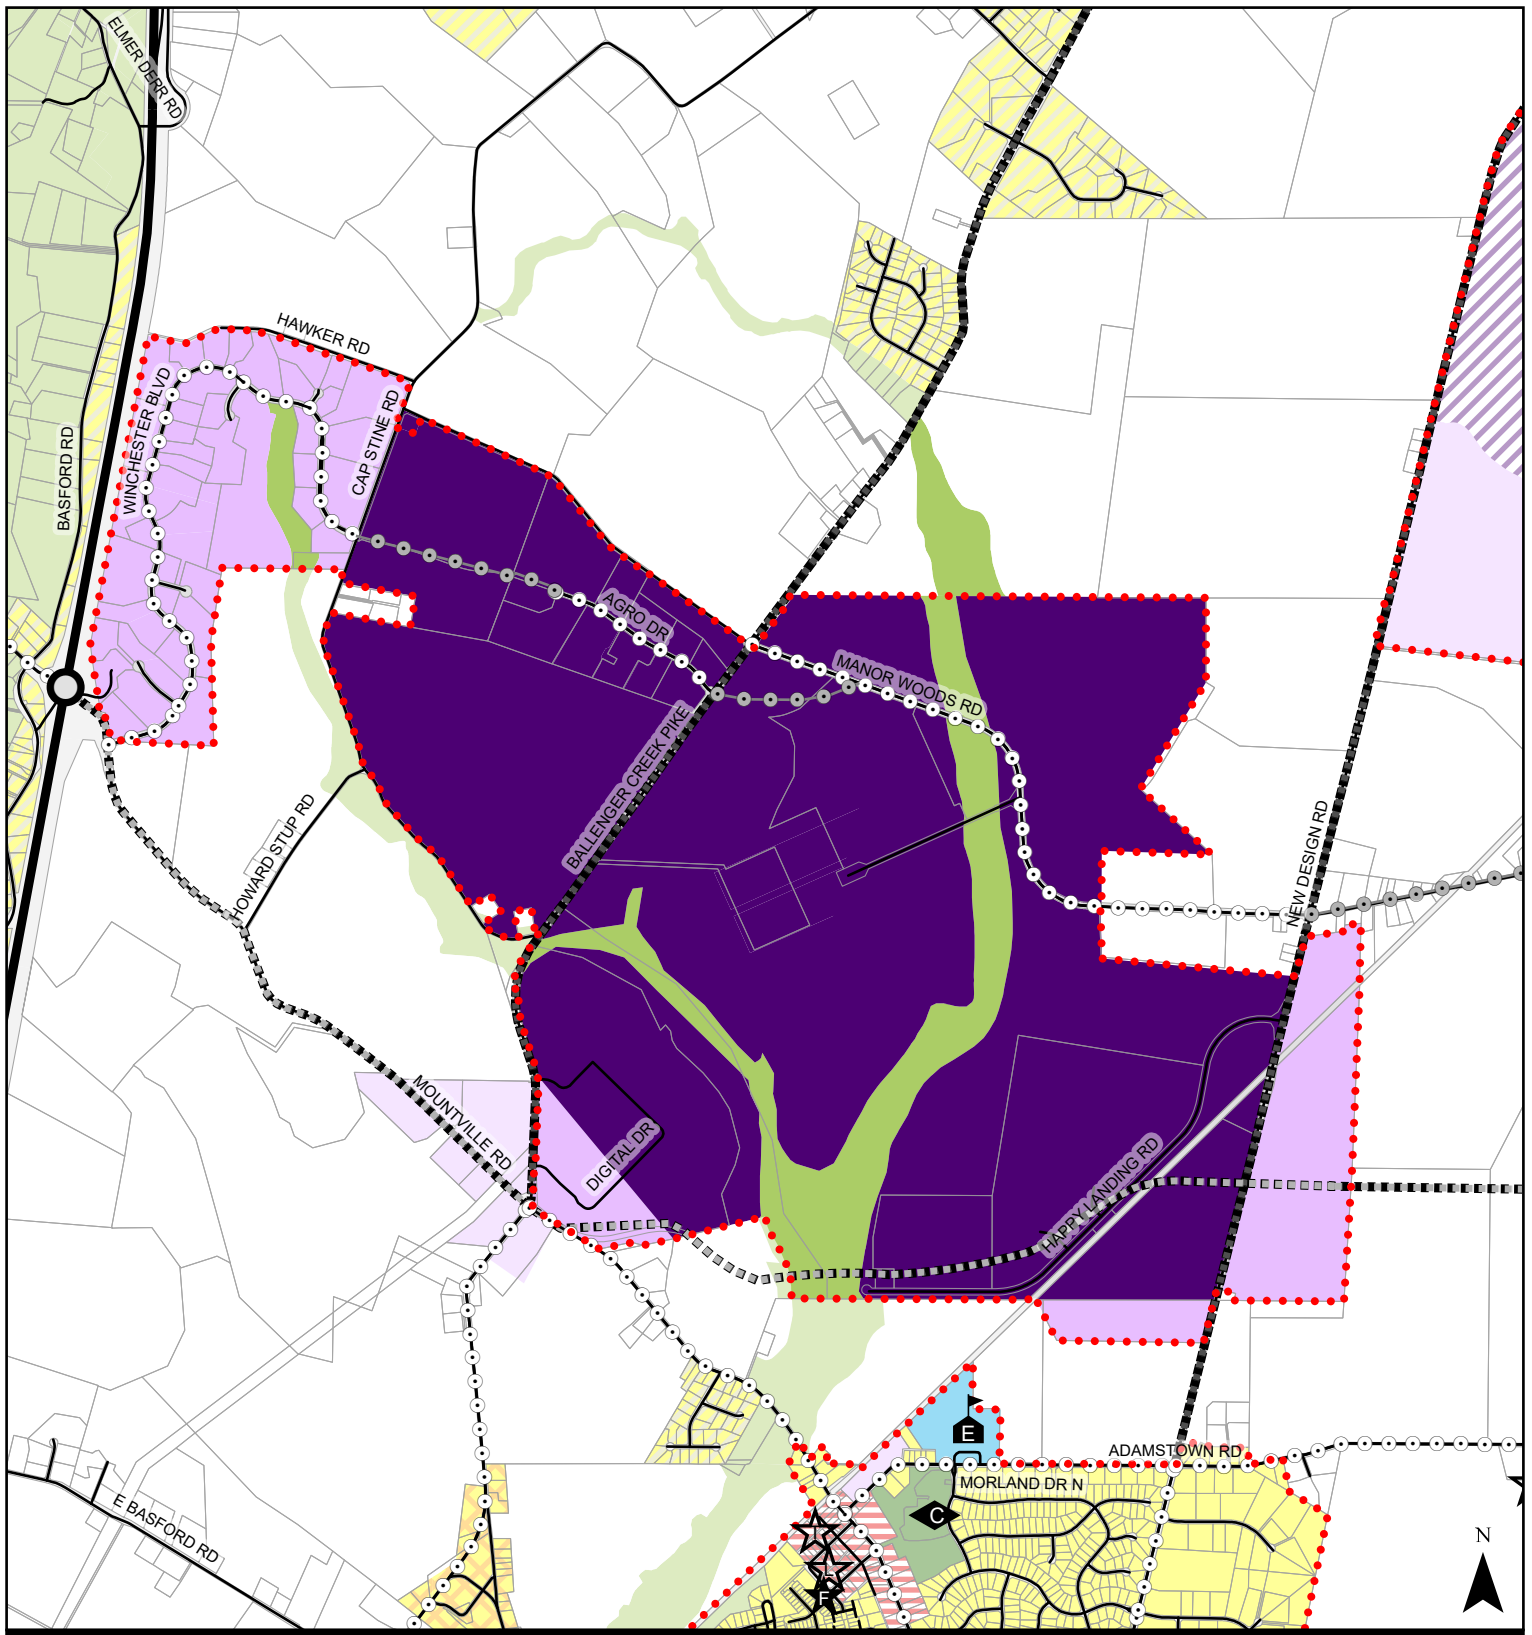 ELMER DERR RD
HAWKER RD
WINCHESTER BLVD
CAP STINE RD
BASFORD RD
AGRO DR
MANOR WOODS RD
BALLENGER CREEK PIKE
HOWARD STUP RD
NEW DESIGN RD
MOUNTVILLE RD
DIGITAL DR
HAPPY LANDING RD
E
ADAMSTOWN RD
MORLAND DR N
C
E BASFORD RD
F
N